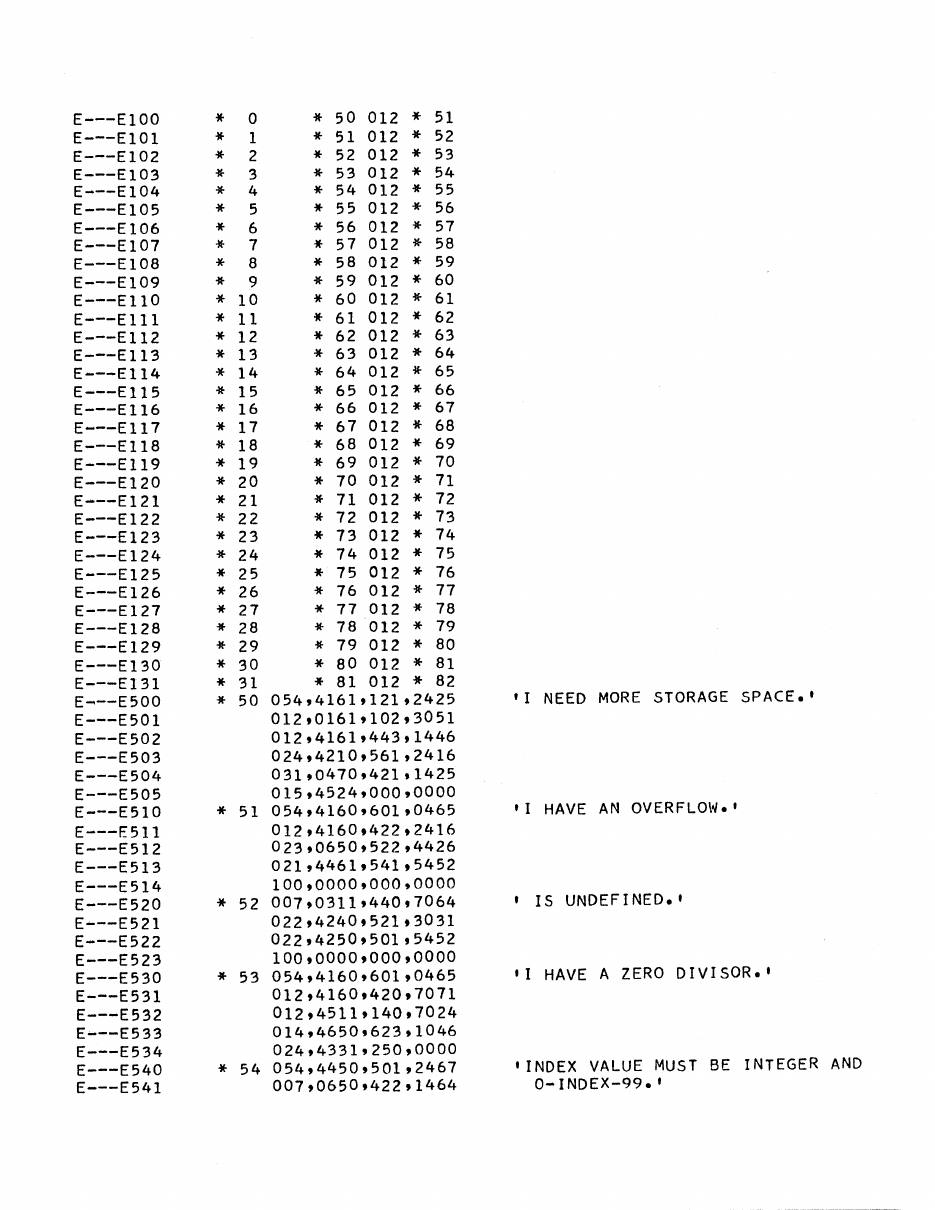 E---E100 * 0 * 50 012 * 51
E---E101 * 1 * 51 012 * 52
E---E102 * 2 * 52 012 * 53
E---E103 * 3 * 53 012 * 54
E---E104 * 4 * 54 012 * 55
E---E105 * 5 * 55 012 * 56
E---E106 * 6 * 56 012 * 57
E---E107 * 7 * 57 012 * 58
E---E108 * 8 * 58 012 * 59
E---E109 * 9 * 59 012 * 60
E---E110 * 10 * 60 012 * 61
E---E111 * 11 * 61 012 * 62
E---E112 * 12 * 62 012 * 63
E---E113 * 13 * 63 012 * 64
E---E114 * 14 * 64 012 * 65
E---E115 * 15 * 65 012 * 66
E---E116 * 16 * 66 012 * 67
E---E117 * 17 * 67 012 * 68
E---E118 * 18 * 68 012 * 69
E---E119 * 19 * 69 012 * 70
E---E120 * 20 * 70 012 * 71
E---E121 * 21 * 71 012 * 72
E---E122 * 22 * 72 012 * 73
E---E123 * 23 * 73 012 * 74
E---E124 * 24 * 74 012 * 75
E---E125 * 25 * 75 012 * 76
E---E126 * 26 * 76 012 * 77
E---E127 * 27 * 77 012 * 78
E---E128 * 28 * 78 012 * 79
E---E129 * 29 * 79 012 * 80
E---E130 * 30 * 80 012 * 81
E---E131 * 31 * 81 012 * 82
E---E500 * 50 054,4161,121,2425 'I NEED MORE STORAGE SPACE.'
E---E501 012,0161,102,3051
E---E502 012,4161,443,1446
E---E503 024,4210,561,2416
E---E504 031,0470,421,1425
E---E505 015,4524,000,0000
E---E510 * 51 054,4160,601,0465 'I HAVE AN OVERFLOW.'
E---E511 012,4160,422,2416
E---E512 023,0650,522,4426
E---E513 021,4461,541,5452
E---E514 100,0000,000,0000
E---E520 * 52 007,0311,440,7064 ' IS UNDEFINED.'
E---E521 022,4240,521,3031
E---E522 022,4250,501,5452
E---E523 100,0000,000,0000
E---E530 * 53 054,4160,601,0465 'I HAVE A ZERO DIVISOR.'
E---E531 012,4160,420,7071
E---E532 012,4511,140,7024
E---E533 014,4650,623,1046
E---E534 024,4331,250,0000
E---E540 * 54 054,4450,501,2467 'INDEX VALUE MUST BE INTEGER AND
E---E541 007,0650,422,1464 0-INDEX-99.'